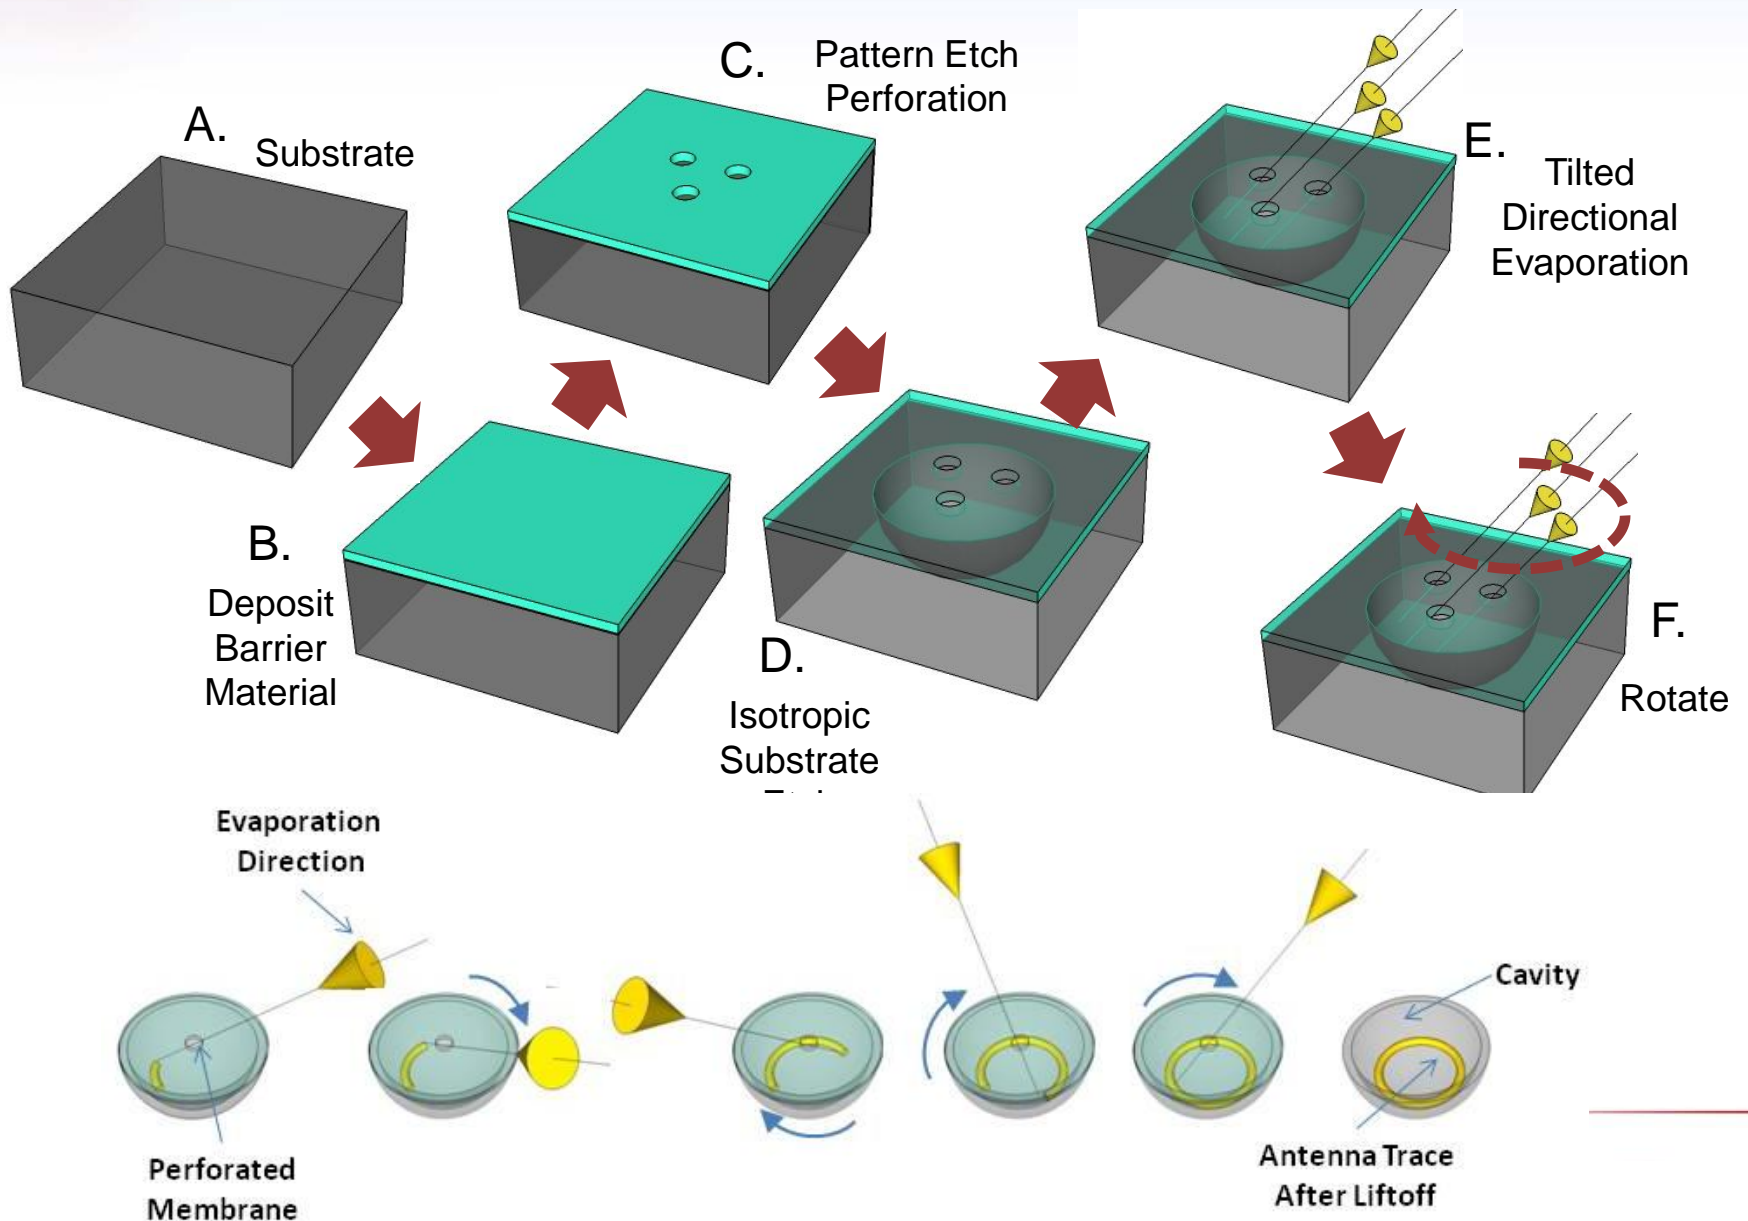 A.
Substrate
B.
Deposit
Barrier
Material
C.
Pattern Etch
Perforation
D.
Isotropic
Substrate
E.
Tilted
Directional
Evaporation
F.
Rotate
Evaporation
Direction
Perforated
Membrane
Cavity
Antenna Trace
After Liftoff